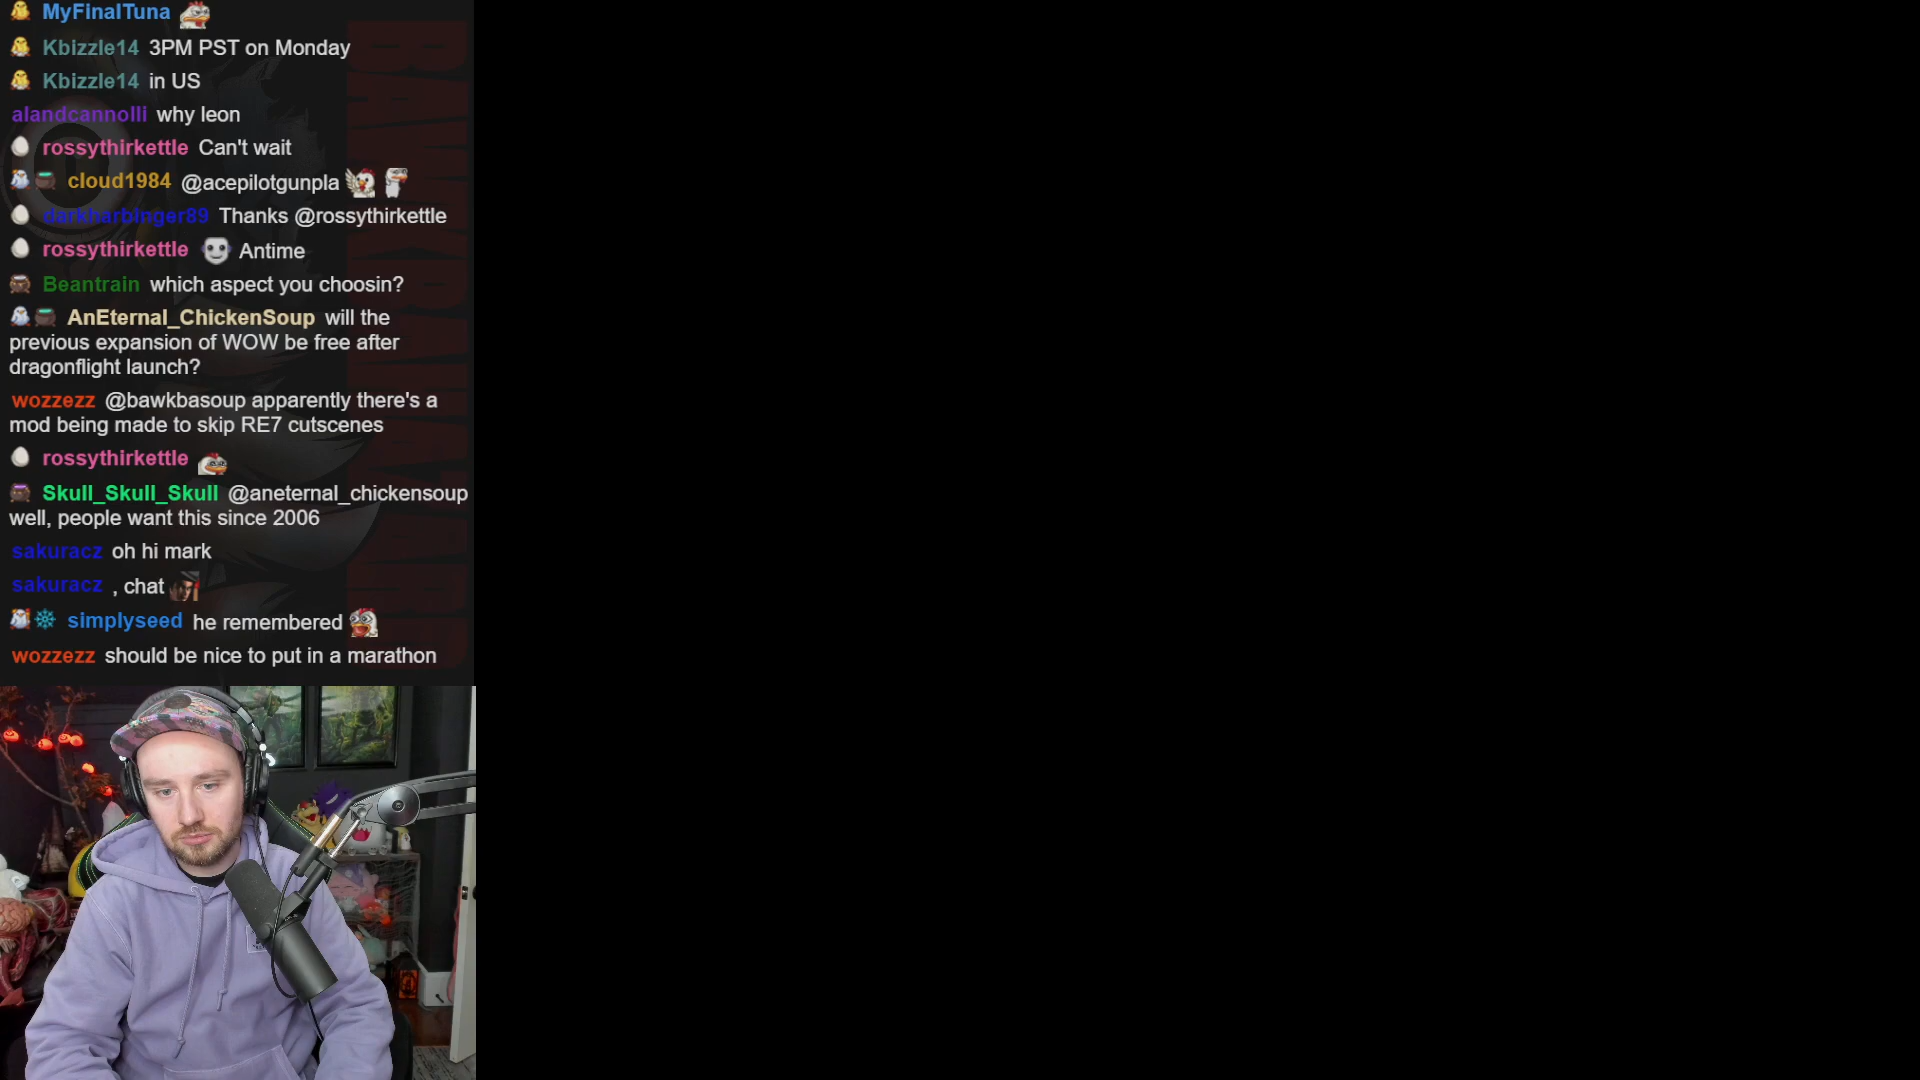 MyFinalTuna
Kbizzle14 3PM PST on Monday
Kbizzle14 in US
alandcannolli why leon
rossythirkettle Can't wait
cloud1984 @acepilotgunpla
darkharbinger89 Thanks @rossythirkettle
rossythirkettle Antime
Beantrain which aspect you choosin?
AnEternal_ChickenSoup will the
previous expansion of WOW be free after
dragonflight launch?
wozzezz @bawkbasoup apparently there's a
mod being made to skip RE7 cutscenes
rossythirkettle
Skull_Skull_Skull @aneternal_chickensoup
well, people want this since 2006
sakuracz oh hi mark
sakuracz , chat
simplyseed he remembered
wozzezz should be nice to put in a marathon